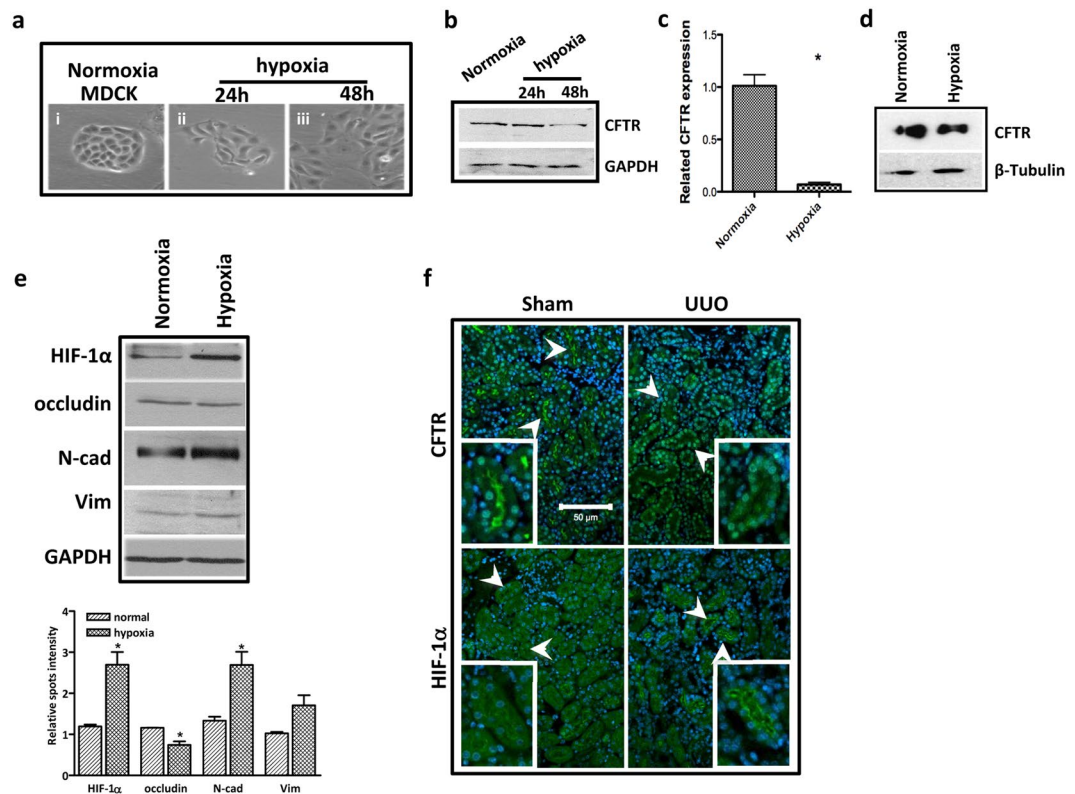 a
Normoxia
MDCK
hypoxia
24h
48h
i
ii
iii
b
Normoxia
hypoxia
24h
48h
CFTR
GAPDH
c
Related CFTR expression
1.5
1.0
0.5
0.0
*
Normoxia
Hypoxia
d
Normoxia
Hypoxia
CFTR
β-Tubulin
e
Normoxia
Hypoxia
HIF-1α
occludin
N-cad
Vim
GAPDH
Relative spots intensity
4
3
2
1
0
normal
hypoxia
*
*
*
HIF-1α
occludin
N-cad
Vim
f
Sham
UUO
CFTR
50 µm
HIF-1α